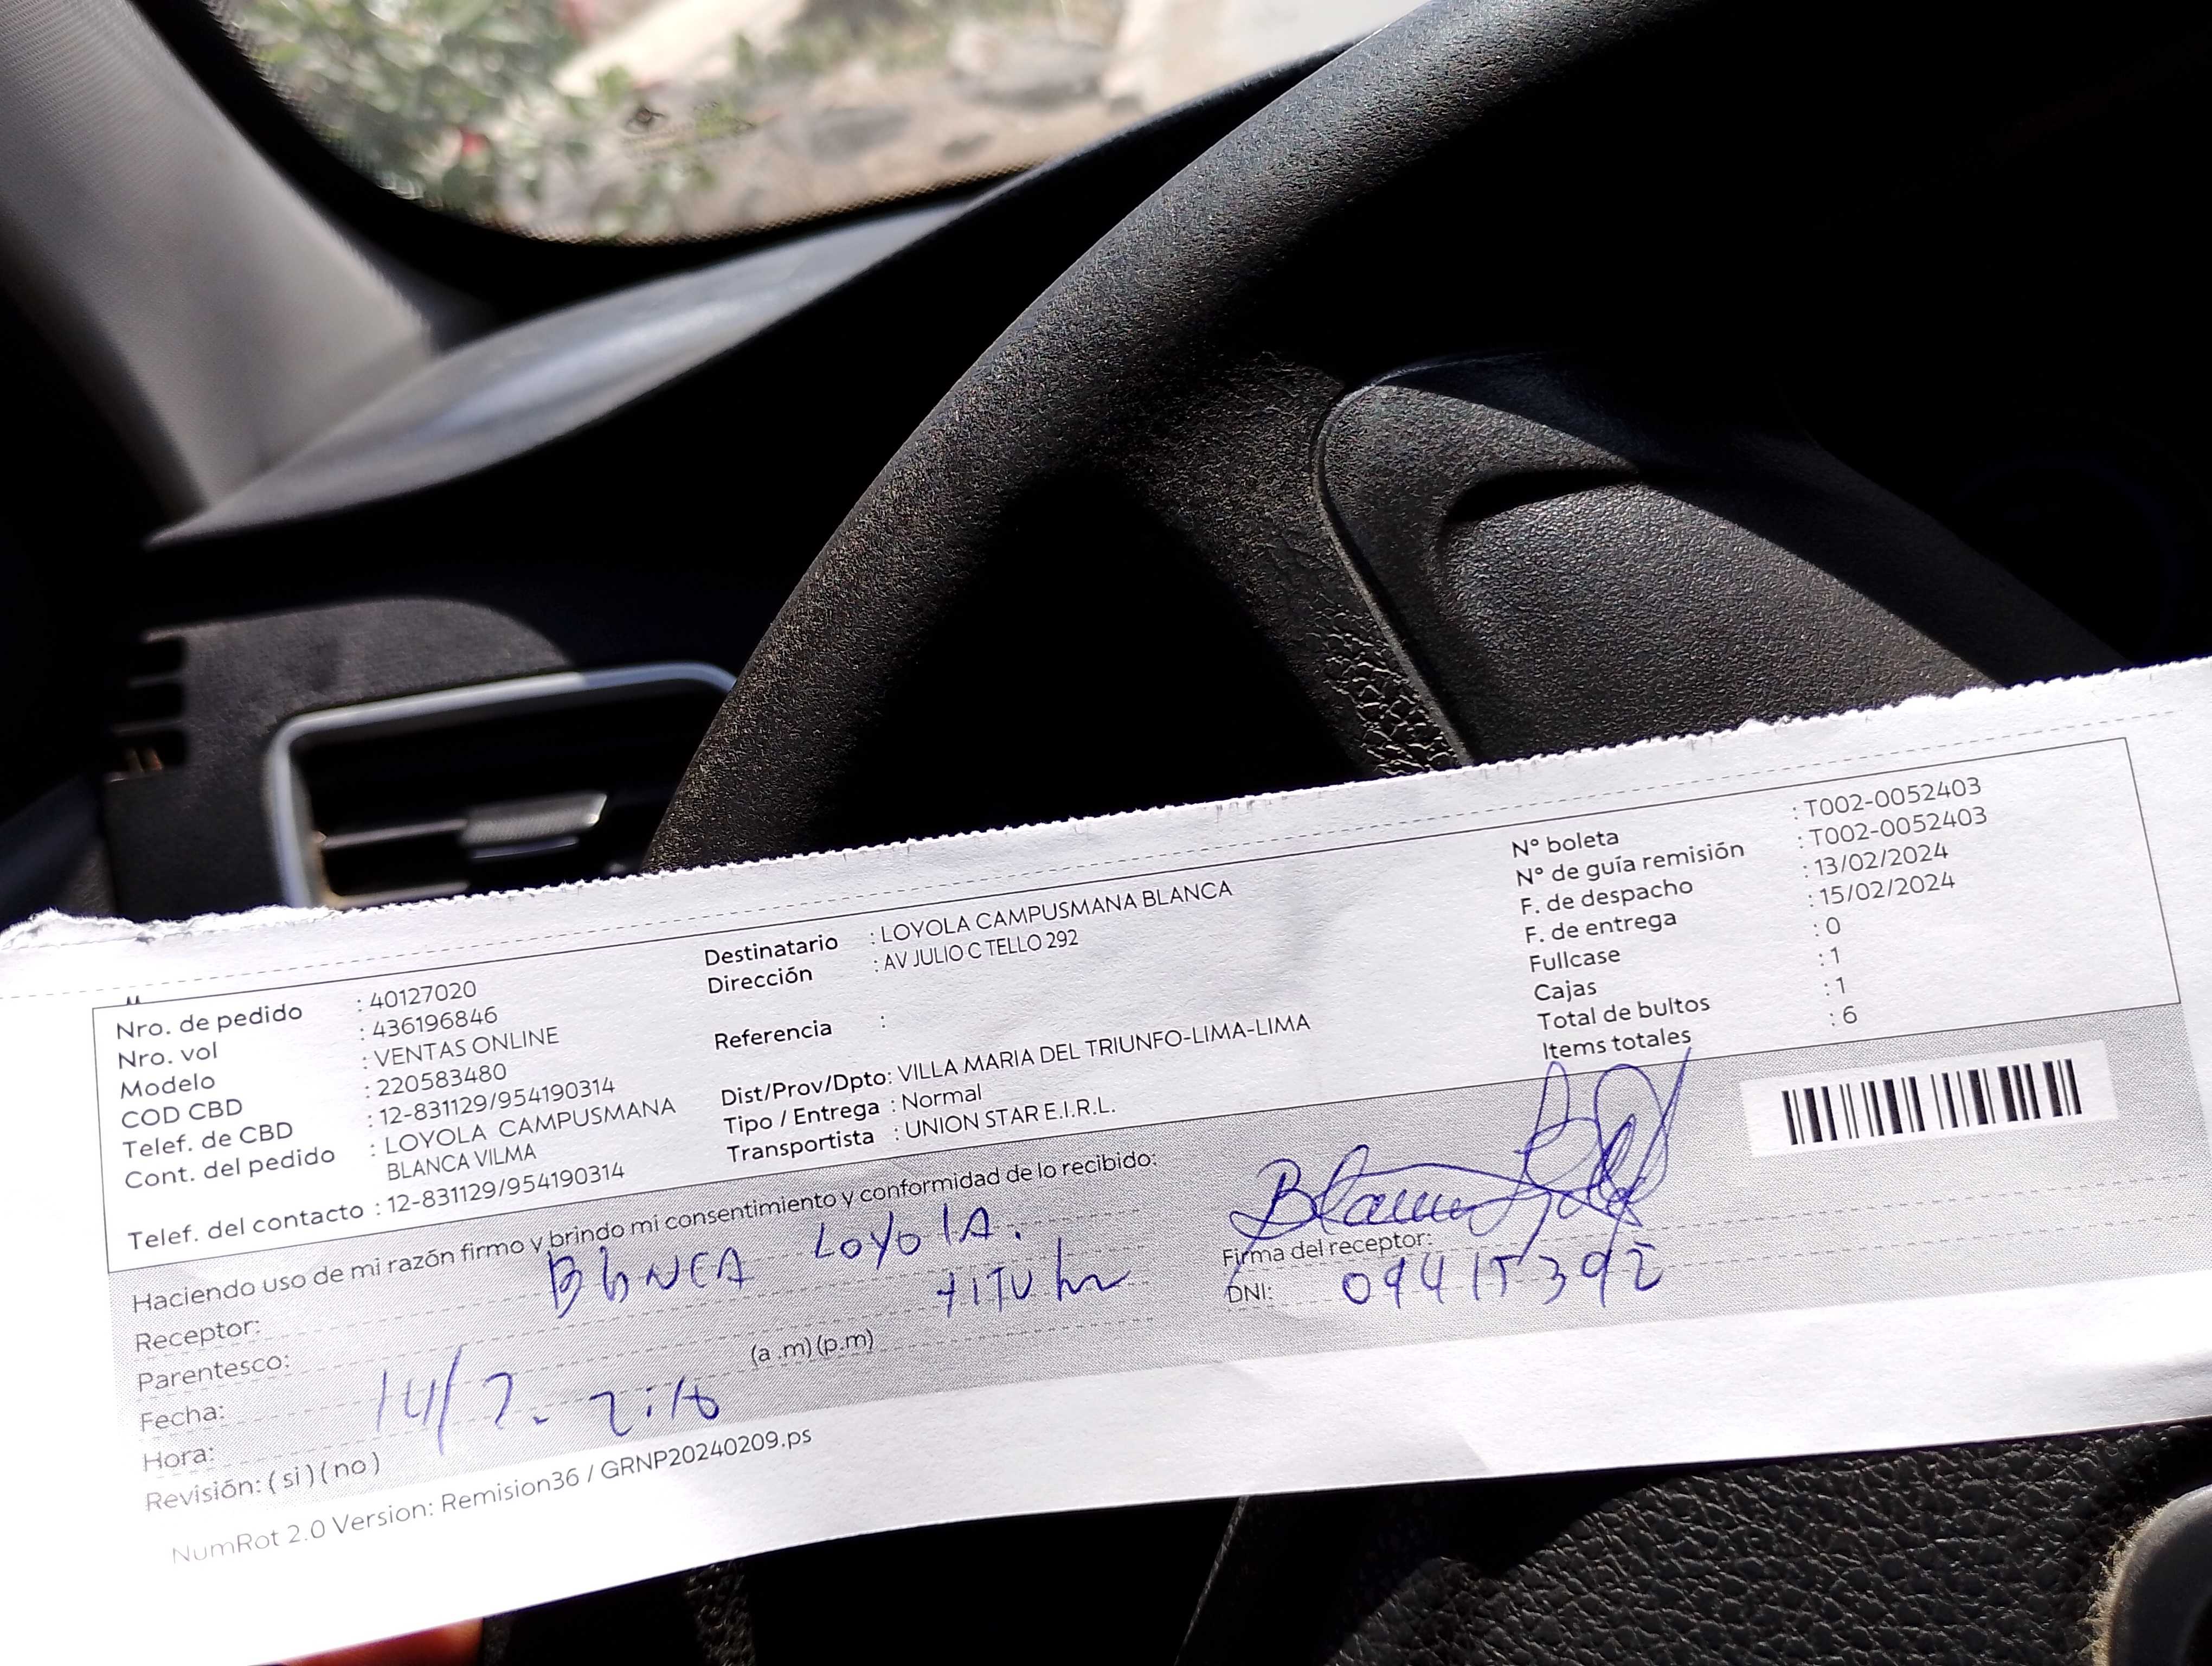 Nro. de pedido : 40127020
Nro. vol : 436196846
Modelo : VENTAS ONLINE
COD CBD : 220583480
Telef. de CBD : 12-831129/954190314
Cont. del pedido : LOYOLA CAMPUSMANA
BLANCA VILMA
Telef. del contacto : 12-831129/954190314
Destinatario : LOYOLA CAMPUSMANA BLANCA
Dirección : AV JULIO C TELLO 292
Referencia :
Dist/Prov/Dpto: VILLA MARIA DEL TRIUNFO-LIMA-LIMA
Tipo / Entrega : Normal
Transportista : UNION STAR E.I.R.L.
N° boleta : T002-0052403
N° de guía remisión : T002-0052403
F. de despacho : 13/02/2024
F. de entrega : 15/02/2024
Fullcase : 0
Cajas : 1
Total de bultos : 1
Items totales : 6
Haciendo uso de mi razón firmo y brindo mi consentimiento y conformidad de lo recibido:
Receptor: BlaNCA LoyolA.
Parentesco: titular
Fecha: 14/2.
Hora: (a .m)(p.m)
Revisión: (si)(no)
Firma del receptor:
DNI: 09415392
NumRot 2.0 Version: Remision36 / GRNP20240209.ps